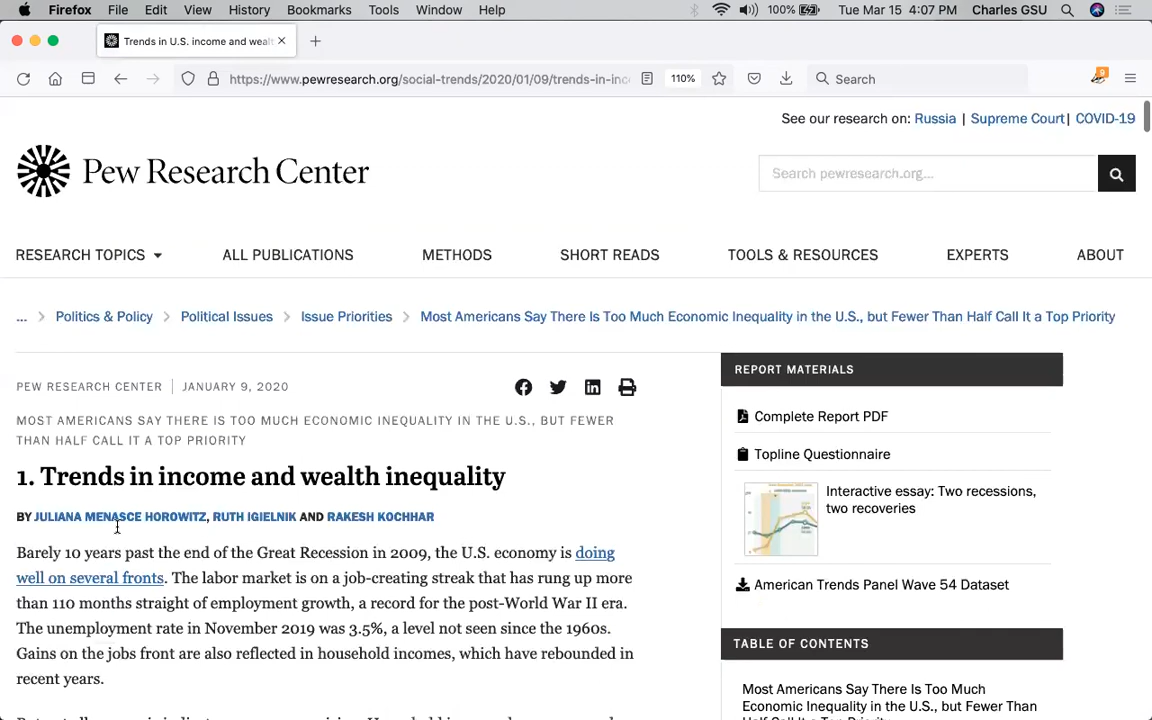 Firefox File Edit View History Bookmarks Tools Window Help 100% Tue Mar 15 4:07 PM Charles GSU
Trends in U.S. income and wealt
https://www.pewresearch.org/social-trends/2020/01/09/trends-in-inc 110% Search 9
See our research on: Russia | Supreme Court | COVID-19
Pew Research Center
Search pewresearch.org...
RESEARCH TOPICS ALL PUBLICATIONS METHODS SHORT READS TOOLS & RESOURCES EXPERTS ABOUT
... > Politics & Policy > Political Issues > Issue Priorities > Most Americans Say There Is Too Much Economic Inequality in the U.S., but Fewer Than Half Call It a Top Priority
PEW RESEARCH CENTER | JANUARY 9, 2020
MOST AMERICANS SAY THERE IS TOO MUCH ECONOMIC INEQUALITY IN THE U.S., BUT FEWER
THAN HALF CALL IT A TOP PRIORITY
1. Trends in income and wealth inequality
BY JULIANA MENASCE HOROWITZ, RUTH IGIELNIK AND RAKESH KOCHHAR
Barely 10 years past the end of the Great Recession in 2009, the U.S. economy is doing
well on several fronts. The labor market is on a job-creating streak that has rung up more
than 110 months straight of employment growth, a record for the post-World War II era.
The unemployment rate in November 2019 was 3.5%, a level not seen since the 1960s.
Gains on the jobs front are also reflected in household incomes, which have rebounded in
recent years.
REPORT MATERIALS
Complete Report PDF
Topline Questionnaire
Interactive essay: Two recessions,
two recoveries
American Trends Panel Wave 54 Dataset
TABLE OF CONTENTS
Most Americans Say There Is Too Much
Economic Inequality in the U.S., but Fewer Than
Half Call It a Top Priority